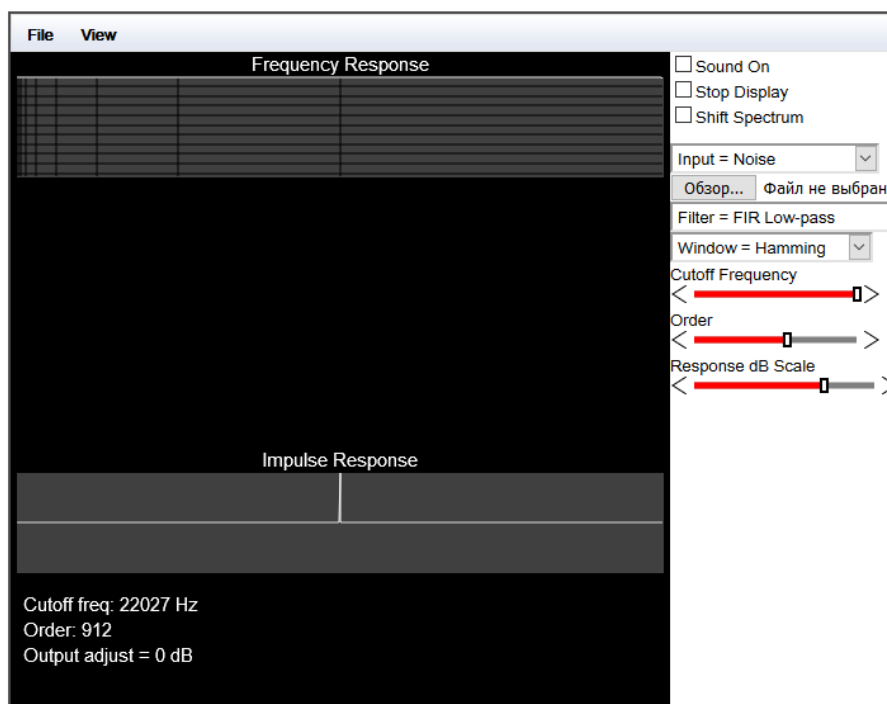 File View
Frequency Response
Sound On
Stop Display
Shift Spectrum
Input = Noise
Обзор... Файл не выбран
Filter = FIR Low-pass
Window = Hamming
Cutoff Frequency
Order
Response dB Scale
Impulse Response
Cutoff freq: 22027 Hz
Order: 912
Output adjust = 0 dB